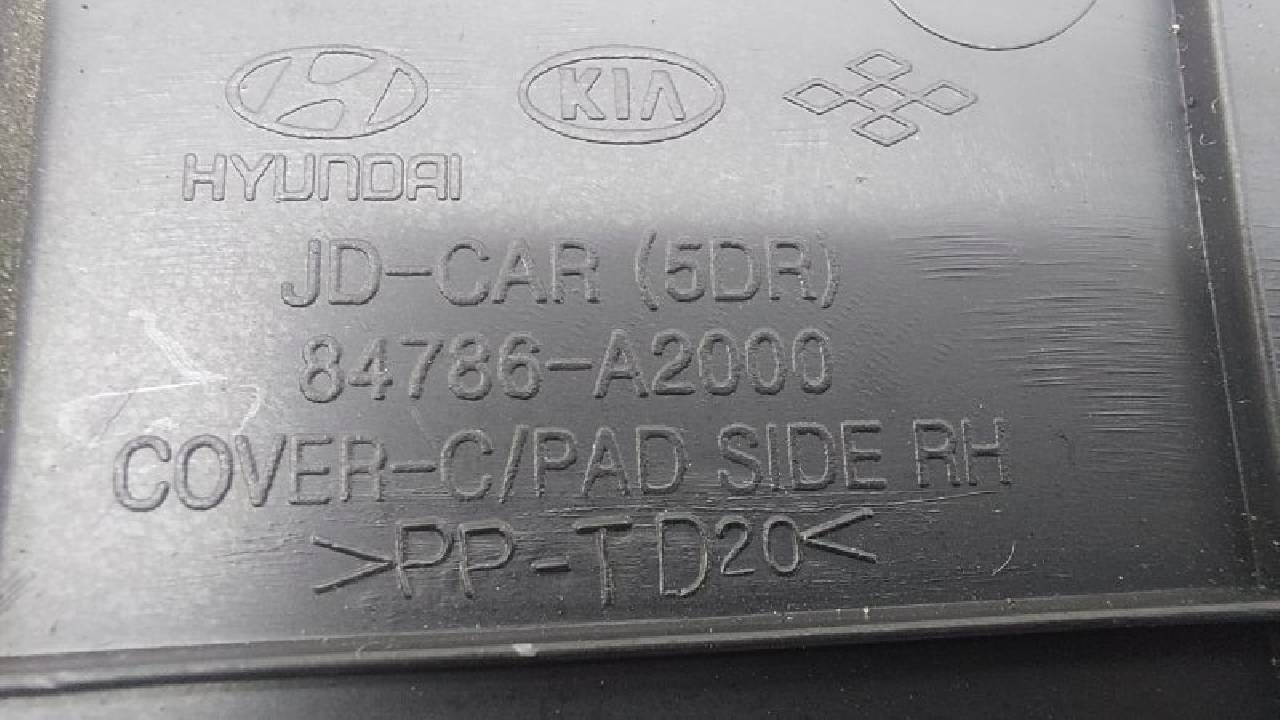 KIA
HYUNDAI
JD-CAR (5DR)
84786-A2000
COVER-C/PAD SIDE RH
>PP-TD20<